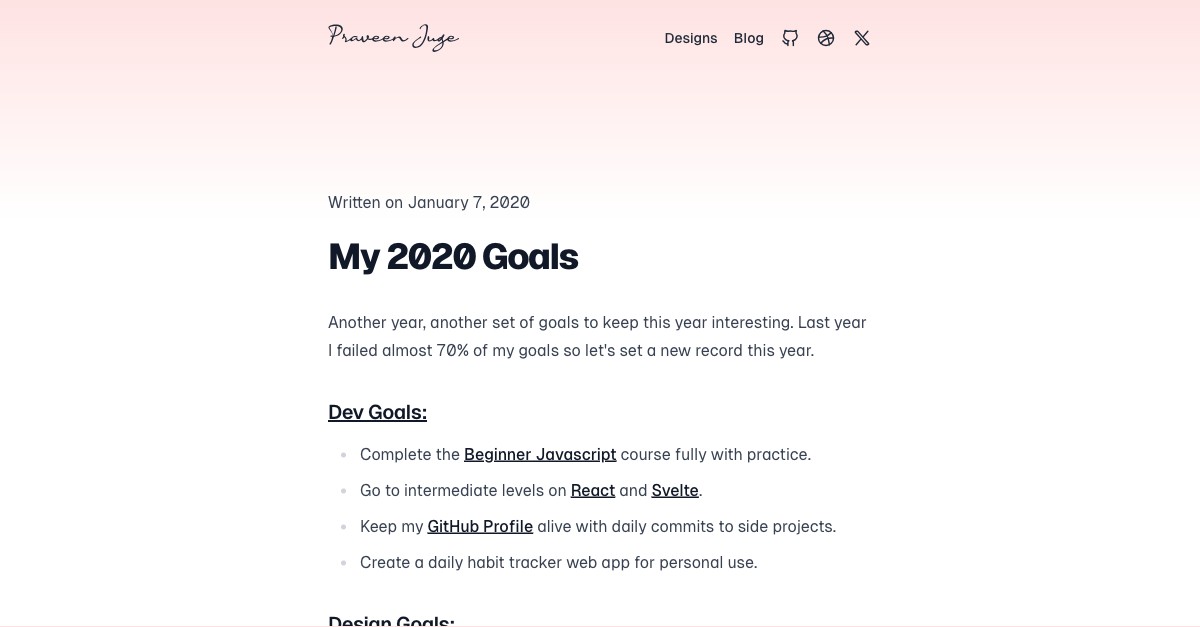 Praveen Juge
Designs Blog
Written on January 7, 2020
My 2020 Goals
Another year, another set of goals to keep this year interesting. Last year
I failed almost 70% of my goals so let's set a new record this year.
Dev Goals:
Complete the Beginner Javascript course fully with practice.
Go to intermediate levels on React and Svelte.
Keep my GitHub Profile alive with daily commits to side projects.
Create a daily habit tracker web app for personal use.
Design Goals: